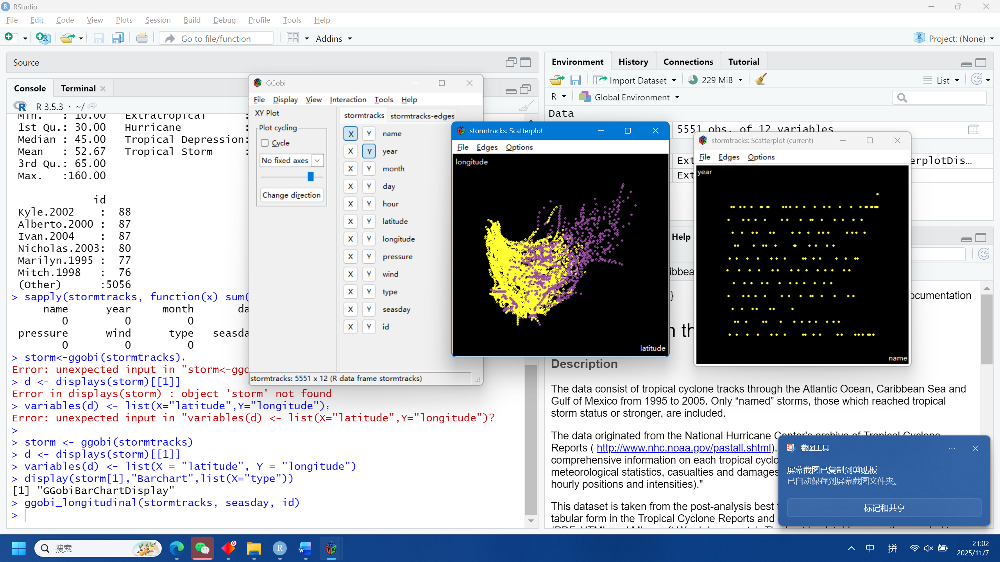 RStudio
File Edit Code View Plots Session Build Debug Profile Tools Help
Go to file/function
Addins
Project: (None)
Source
Console Terminal
R 3.5.3 · ~/
Min. : 10.00 Extratropical :
1st Qu.: 30.00 Hurricane :
Median : 45.00 Tropical Depression:
Mean : 52.67 Tropical Storm :
3rd Qu.: 65.00
Max. :160.00
id
Kyle.2002 : 88
Alberto.2000 : 87
Ivan.2004 : 87
Nicholas.2003: 80
Marilyn.1995 : 77
Mitch.1998 : 76
(Other) :5056
> sapply(stormtracks, function(x) sum(
name year month da
0 0 0
pressure wind type seasda
0 0 0
> storm<-ggobi(stormtracks)，
Error: unexpected input in "storm<-ggo
> d <- displays(storm)[[1]]
Error in displays(storm) : object 'storm' not found
> variables(d) <- list(X="latitude",Y="longitude")；
Error: unexpected input in "variables(d) <- list(X="latitude",Y="longitude")?
>
> storm <- ggobi(stormtracks)
> d <- displays(storm)[[1]]
> variables(d) <- list(X = "latitude", Y = "longitude")
> display(storm[1],"Barchart",list(X="type"))
[1] "GGobiBarChartDisplay"
> ggobi_longitudinal(stormtracks, seasday, id)
>
GGobi
File Display View Interaction Tools Help
XY Plot
Plot cycling
Cycle
No fixed axes
Change direction
stormtracks stormtracks-edges
X Y name
X Y year
X Y month
X Y day
X Y hour
X Y latitude
X Y longitude
X Y pressure
X Y wind
X Y type
X Y seasday
X Y id
stormtracks: 5551 x 12 (R data frame stormtracks)
stormtracks: Scatterplot
File Edges Options
longitude
latitude
Environment History Connections Tutorial
Import Dataset 229 MiB List
R Global Environment
Data
5551 obs. of 12 variables
Ext erplotDis…
Ext
stormtracks: Scatterplot (current)
File Edges Options
year
name
Help
ibbea
} ocumentation
n th
Description
The data consist of tropical cyclone tracks through the Atlantic Ocean, Caribbean Sea and
Gulf of Mexico from 1995 to 2005. Only “named” storms, those which reached tropical
storm status or stronger, are included.
The data originated from the National Hurricane Center's archive of Tropical Cyclone
Reports ( http://www.nhc.noaa.gov/pastall.shtml).
comprehensive information on each tropical cyclo
meteorological statistics, casualties and damages
hourly positions and intensities)."
This dataset is taken from the post-analysis best t
tabular form in the Tropical Cyclone Reports and
截图工具
屏幕截图已复制到剪贴板
已自动保存到屏幕截图文件夹。
标记和共享
搜索
8
中 拼
21:02
2025/11/7